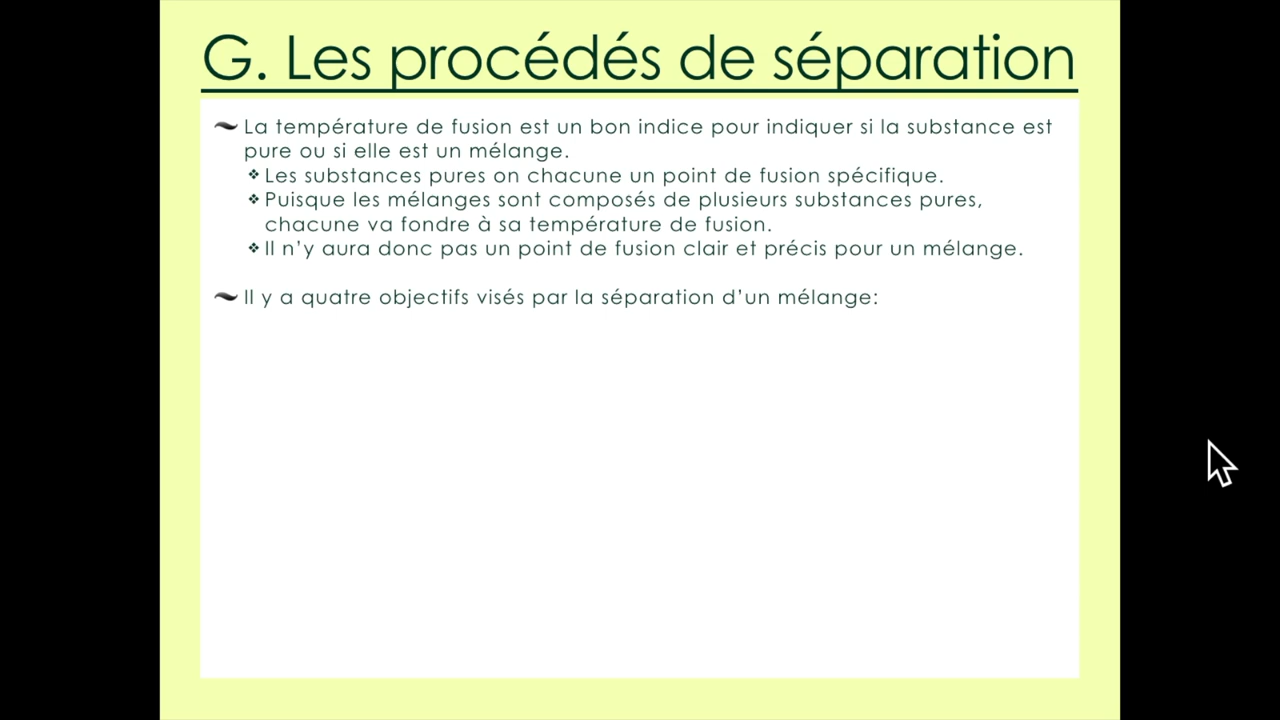 G. Les procédés de séparation
La température de fusion est un bon indice pour indiquer si la substance est
pure ou si elle est un mélange.
❖Les substances pures on chacune un point de fusion spécifique.
❖Puisque les mélanges sont composés de plusieurs substances pures,
chacune va fondre à sa température de fusion.
❖Il n’y aura donc pas un point de fusion clair et précis pour un mélange.
Il y a quatre objectifs visés par la séparation d’un mélange: